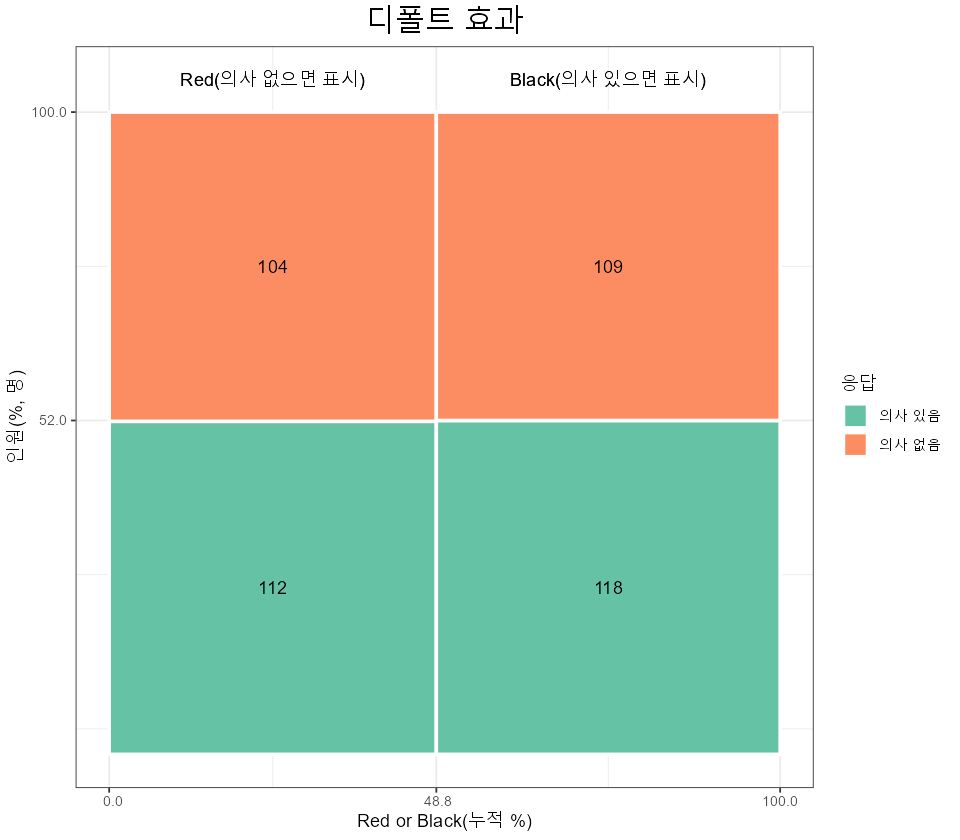 디폴트 효과
Red(의사 없으면 표시)
Black(의사 있으면 표시)
100.0
104
109
인원(%, 명)
52.0
응답
의사 있음
의사 없음
112
118
0.0
48.8
100.0
Red or Black(누적 %)